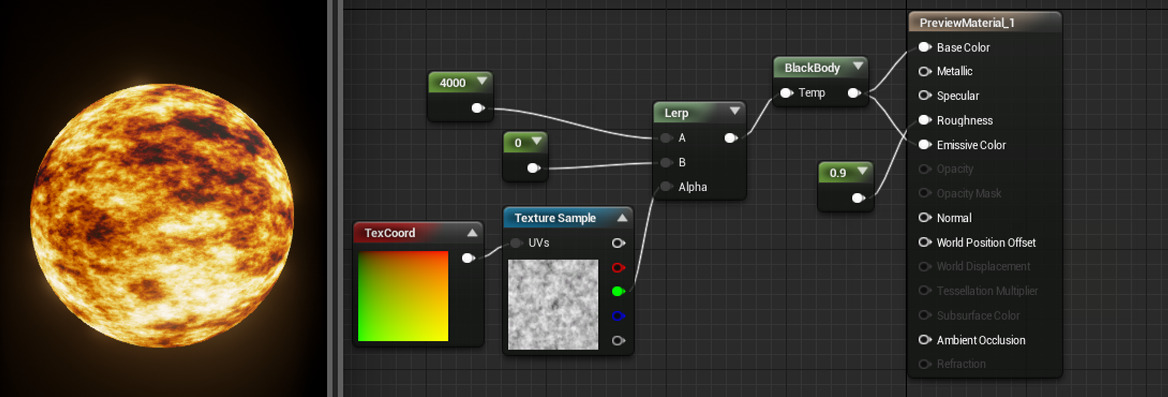 PreviewMaterial_1
Base Color
Metallic
Specular
Roughness
Emissive Color
Opacity
Opacity Mask
Normal
World Position Offset
World Displacement
Tessellation Multiplier
Subsurface Color
Ambient Occlusion
Refraction
BlackBody
Temp
0.9
Lerp
A
B
Alpha
4000
0
Texture Sample
UVs
TexCoord